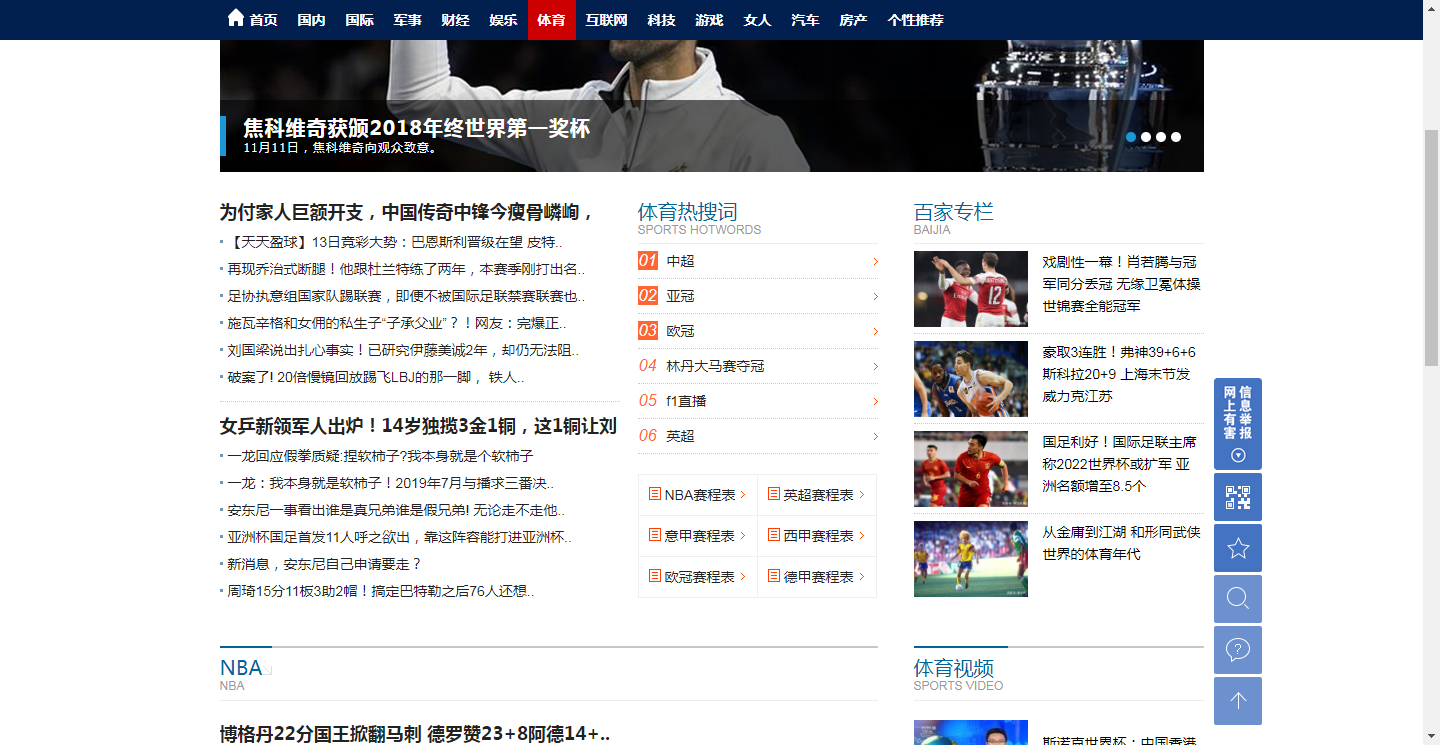 首页 国内 国际 军事 财经 娱乐 体育 互联网 科技 游戏 女人 汽车 房产 个性推荐
焦科维奇获颁2018年终世界第一奖杯
11月11日，焦科维奇向观众致意。
为付家人巨额开支，中国传奇中锋今瘦骨嶙峋，
【天天盈球】13日竞彩大势：巴恩斯利晋级在望 皮特..
再现乔治式断腿！他跟杜兰特练了两年，本赛季刚打出名..
足协执意组国家队踢联赛，即便不被国际足联禁赛联赛也..
施瓦辛格和女佣的私生子“子承父业”？！网友：完爆正..
刘国梁说出扎心事实！已研究伊藤美诚2年，却仍无法阻..
破案了! 20倍慢镜回放踢飞LBJ的那一脚， 铁人..
女乒新领军人出炉！14岁独揽3金1铜，这1铜让刘
一龙回应假拳质疑:捏软柿子?我本身就是个软柿子
一龙：我本身就是软柿子！2019年7月与播求三番决..
安东尼一事看出谁是真兄弟谁是假兄弟! 无论走不走他..
亚洲杯国足首发11人呼之欲出，靠这阵容能打进亚洲杯..
新消息，安东尼自己申请要走？
周琦15分11板3助2帽！搞定巴特勒之后76人还想..
体育热搜词
SPORTS HOTWORDS
01 中超
02 亚冠
03 欧冠
04 林丹大马赛夺冠
05 f1直播
06 英超
NBA赛程表 英超赛程表
意甲赛程表 西甲赛程表
欧冠赛程表 德甲赛程表
百家专栏
BAIJIA
戏剧性一幕！肖若腾与冠
军同分丢冠 无缘卫冕体操
世锦赛全能冠军
豪取3连胜！弗神39+6+6
斯科拉20+9 上海末节发
威力克江苏
国足利好！国际足联主席
称2022世界杯或扩军 亚
洲名额增至8.5个
从金庸到江湖 和形同武侠
世界的体育年代
网上有害
信息举报
NBA
NBA
博格丹22分国王掀翻马刺 德罗赞23+8阿德14+..
体育视频
SPORTS VIDEO
斯诺克世界杯：中国香港